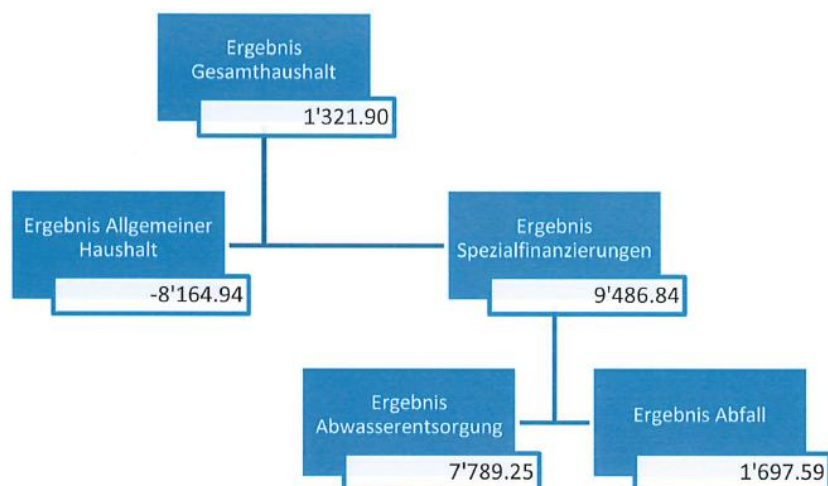 Ergebnis
Gesamthaushalt
1'321.90
Ergebnis Allgemeiner
Haushalt
-8'164.94
Ergebnis
Spezialfinanzierungen
9'486.84
Ergebnis
Abwasserentsorgung
7'789.25
Ergebnis Abfall
1'697.59